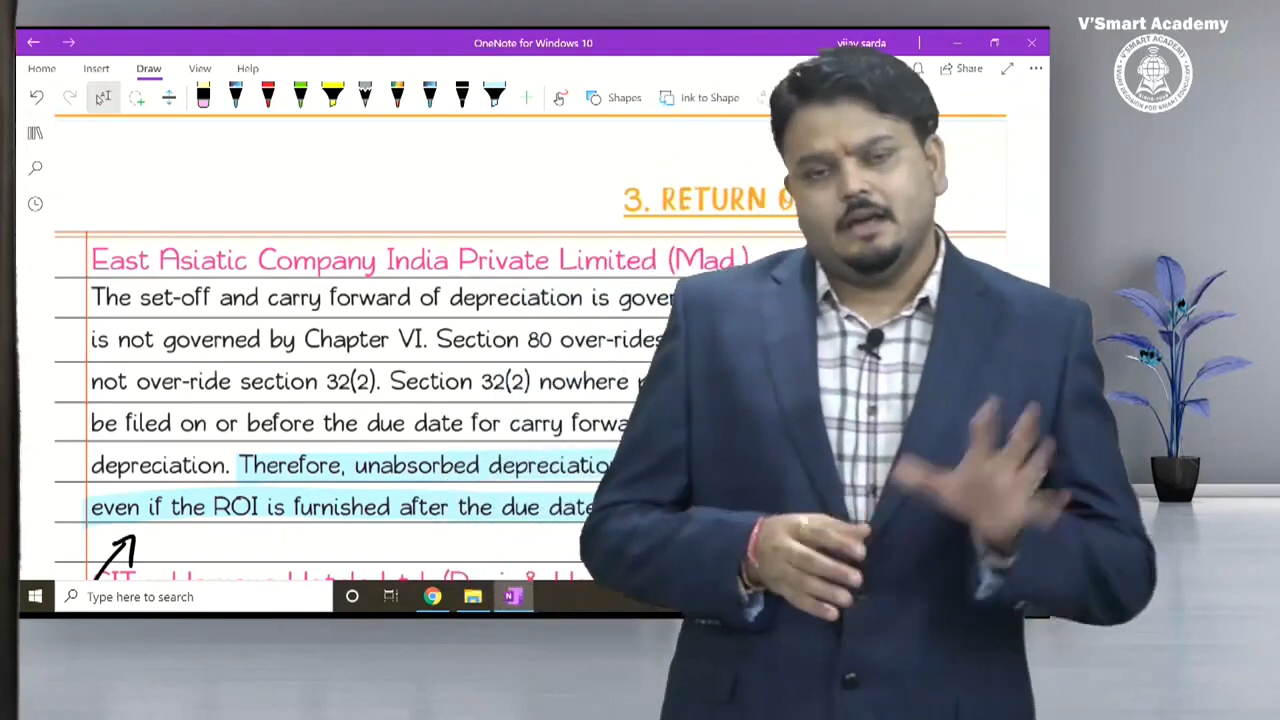 V'Smart Academy
OneNote for Windows 10
vijay sarda
Home Insert Draw View Help
Share
Shapes
Ink to Shape
3. RETURN
East Asiatic Company India Private Limited (Mad.)
The set-off and carry forward of depreciation is
is not governed by Chapter VI. Section 80 over-rides
not over-ride section 32(2). Section 32(2) nowhere
be filed on or before the due date for carry
depreciation. Therefore, unabsorbed
even if the ROI is furnished after the due date
Type here to search